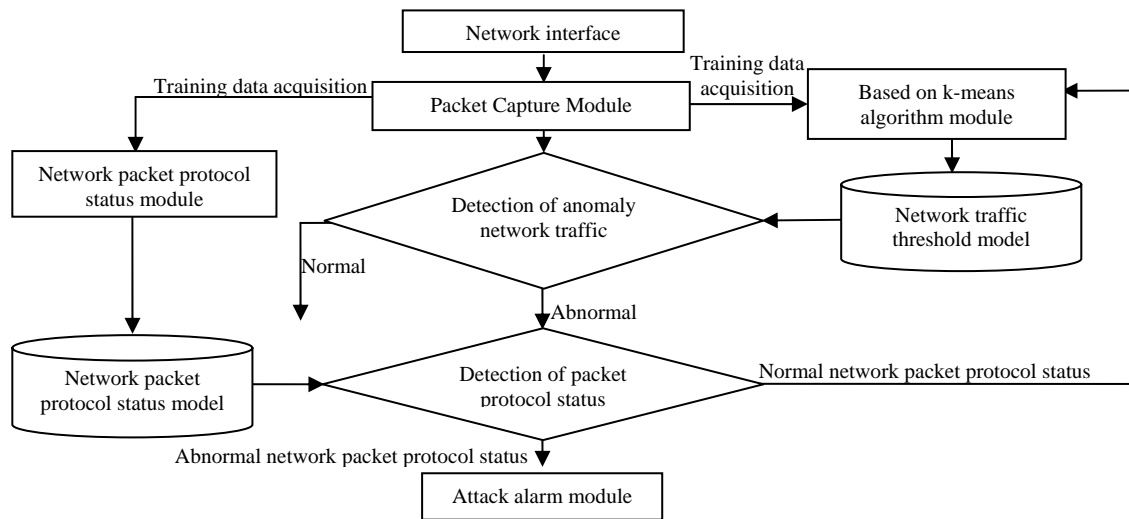 Network interface
Training data acquisition
Training data
acquisition
Packet Capture Module
Based on k-means
algorithm module
Network packet protocol
status module
Detection of anomaly
network traffic
Network traffic
threshold model
Normal
Abnormal
Network packet
protocol status model
Detection of packet
protocol status
Normal network packet protocol status
Abnormal network packet protocol status
Attack alarm module